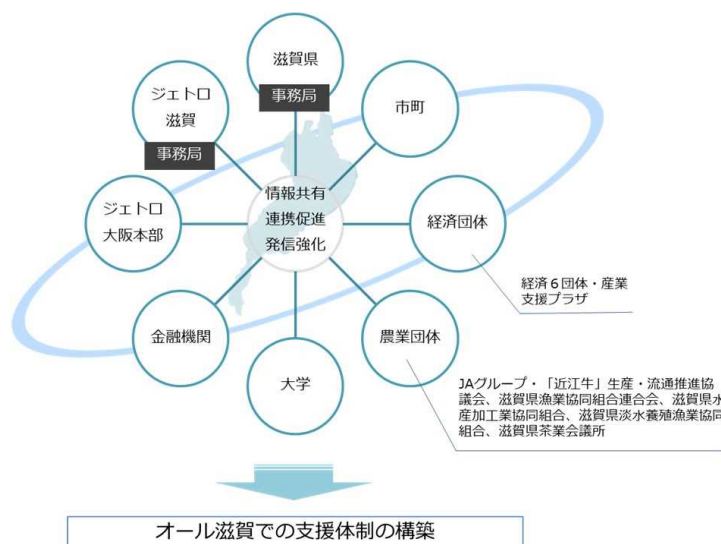 滋賀県
事務局
ジェトロ
滋賀
事務局
市町
ジェトロ
大阪本部
情報共有
連携促進
発信強化
経済団体
経済６団体・産業
支援プラザ
金融機関
大学
農業団体
JAグループ・「近江牛」生産・流通推進協
議会、滋賀県漁業協同組合連合会、滋賀県水
産加工業協同組合、滋賀県淡水養殖漁業協同
組合、滋賀県茶業会議所
オール滋賀での支援体制の構築